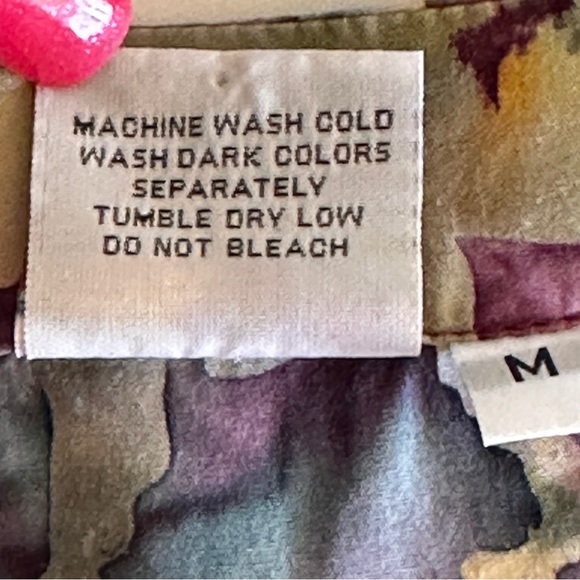 MACHINE WASH COLD
WASH DARK COLORS
SEPARATELY
TUMBLE DRY LOW
DO NOT BLEACH
M